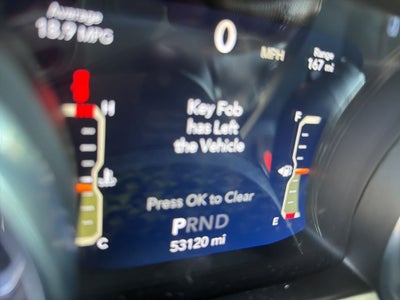 Average
18.9 MPG
0
MPH
Range
167 mi
H
F
Key Fob
has Left
the Vehicle
Press OK to Clear
PRND
53120 mi
C
E